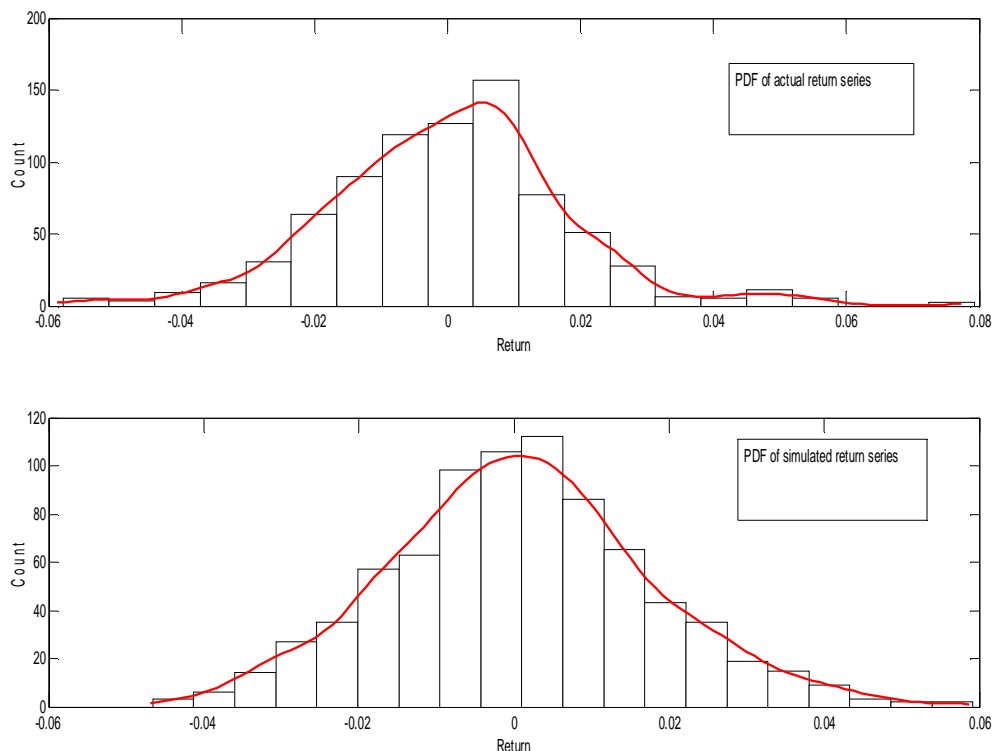 200
150
100
50
0
Count
PDF of actual return series
-0.06 -0.04 -0.02 0 0.02 0.04 0.06 0.08
Return
120
100
80
60
40
20
0
Count
PDF of simulated return series
-0.06 -0.04 -0.02 0 0.02 0.04 0.06
Return